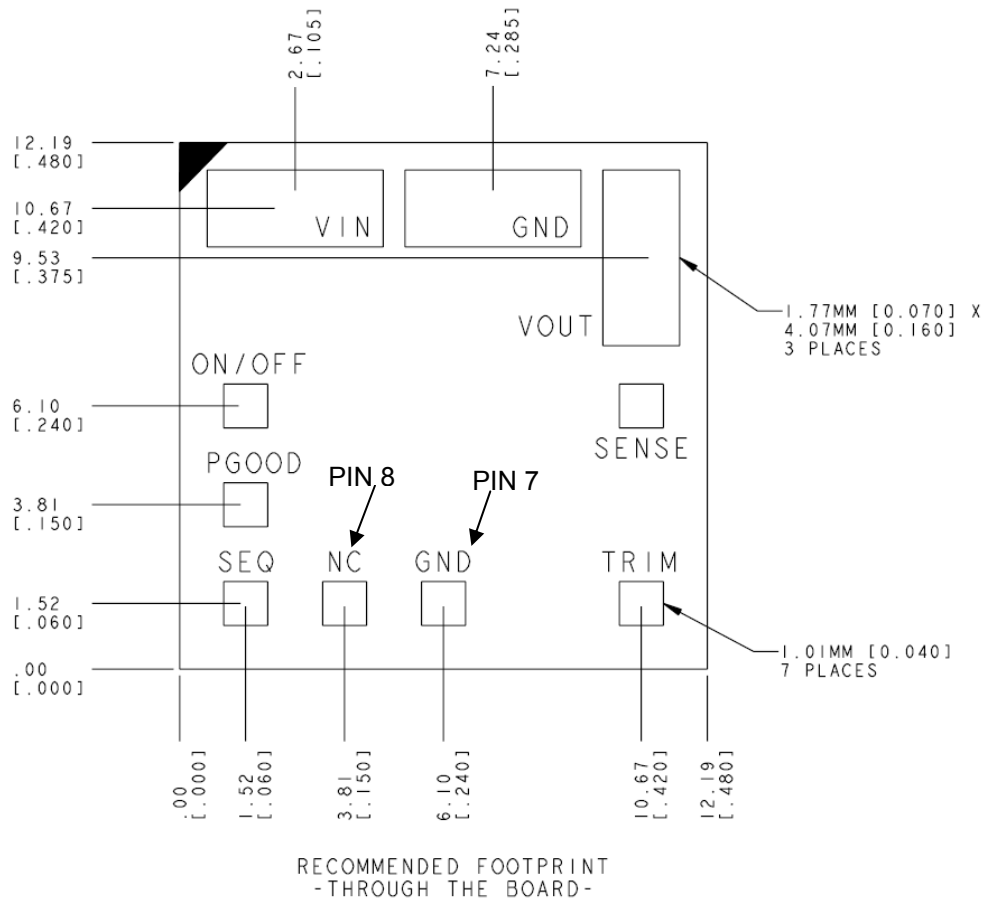 2.67
[.105]
7.24
[.285]
12.19
[.480]
10.67
[.420]
VIN
GND
9.53
[.375]
1.77MM [0.070] X
4.07MM [0.160]
3 PLACES
VOUT
ON/OFF
6.10
[.240]
SENSE
PGOOD
PIN 8
PIN 7
3.81
[.150]
SEQ
NC
GND
TRIM
1.52
[.060]
1.01MM [0.040]
7 PLACES
.00
[.000]
.00
[.000]
1.52
[.060]
3.81
[.150]
6.10
[.240]
10.67
[.420]
12.19
[.480]
RECOMMENDED FOOTPRINT
-THROUGH THE BOARD-